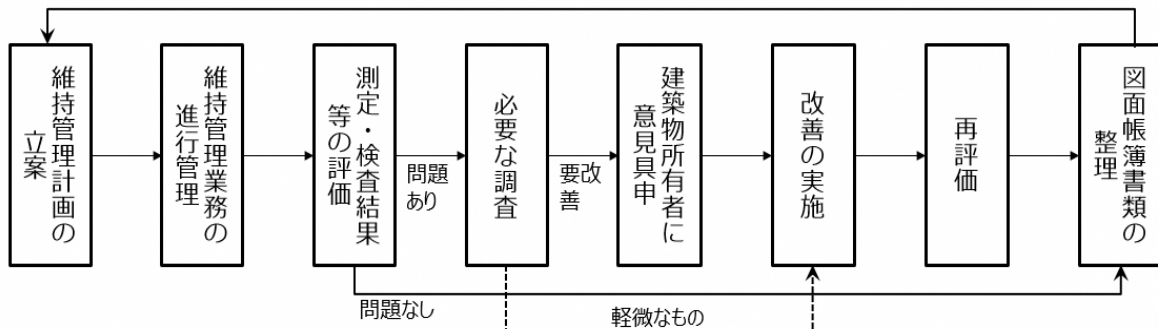 維持管理計画の
立案
維持管理業務の
進行管理
測定・検査結果
等の評価
問題
あり
必要な調査
要改
善
建築物所有者に
意見具申
改善の実施
再評価
図面帳簿書類の
整理
問題なし
軽微なもの